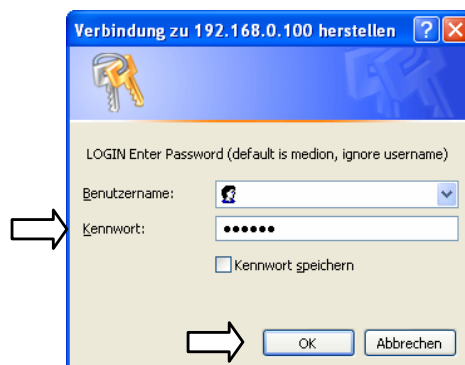 Verbindung zu 192.168.0.100 herstellen
LOGIN Enter Password (default is medion, ignore username)
Benutzername:
Kennwort: ●●●●●●
Kennwort speichern
OK Abbrechen